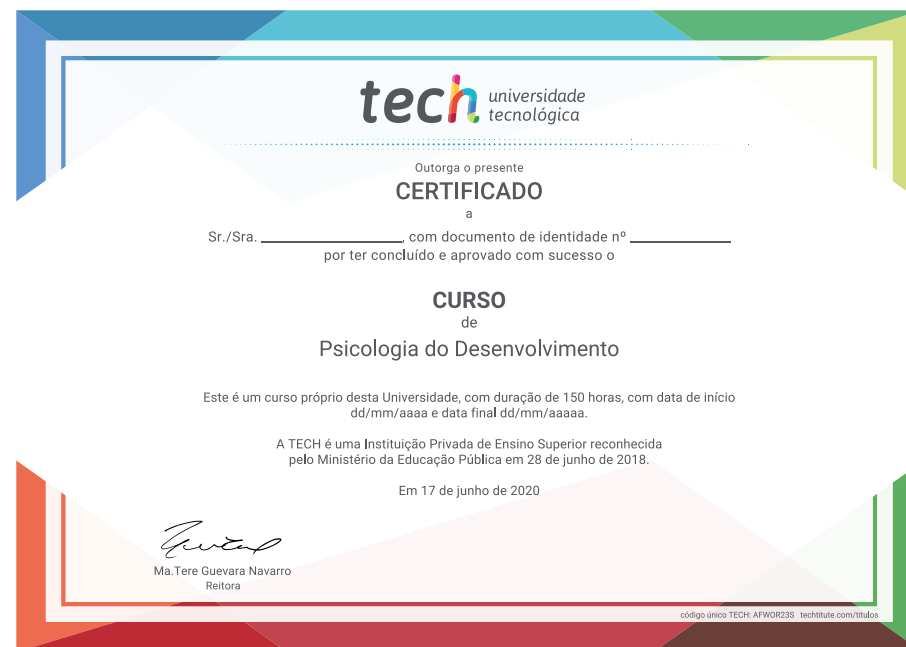 tech universidade
tecnológica
Outorga o presente
CERTIFICADO
a
Sr./Sra. ____________________, com documento de identidade nº ______________
por ter concluído e aprovado com sucesso o
CURSO
de
Psicologia do Desenvolvimento
Este é um curso próprio desta Universidade, com duração de 150 horas, com data de início
dd/mm/aaaa e data final dd/mm/aaaaa.
A TECH é uma Instituição Privada de Ensino Superior reconhecida
pelo Ministério da Educação Pública em 28 de junho de 2018.
Em 17 de junho de 2020
Ma.Tere Guevara Navarro
Reitora
código único TECH: AFWOR23S techtitute.com/titulos